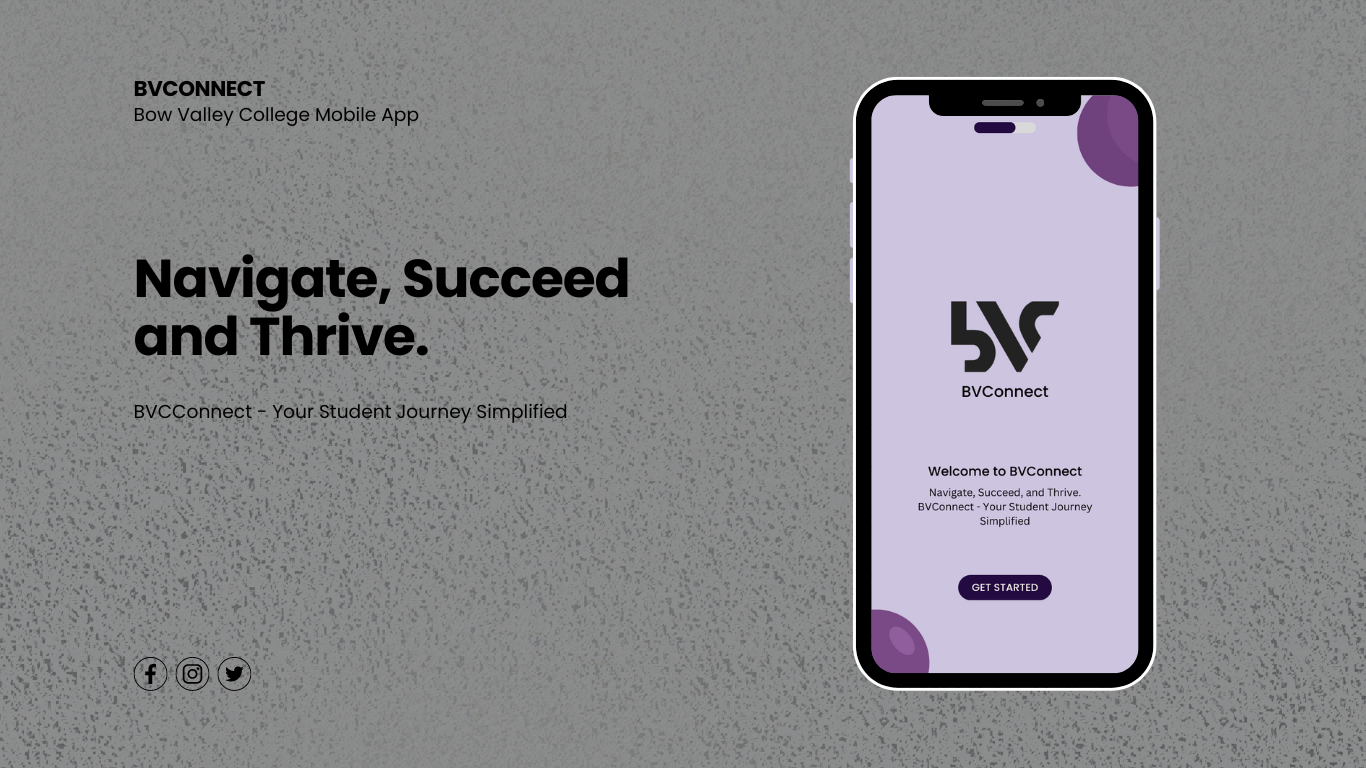 BVCONNECT
Bow Valley College Mobile App
Navigate, Succeed
and Thrive.
BVCConnect - Your Student Journey Simplified
BVC
BVConnect
Welcome to BVConnect
Navigate, Succeed, and Thrive.
BVConnect - Your Student Journey
Simplified
GET STARTED